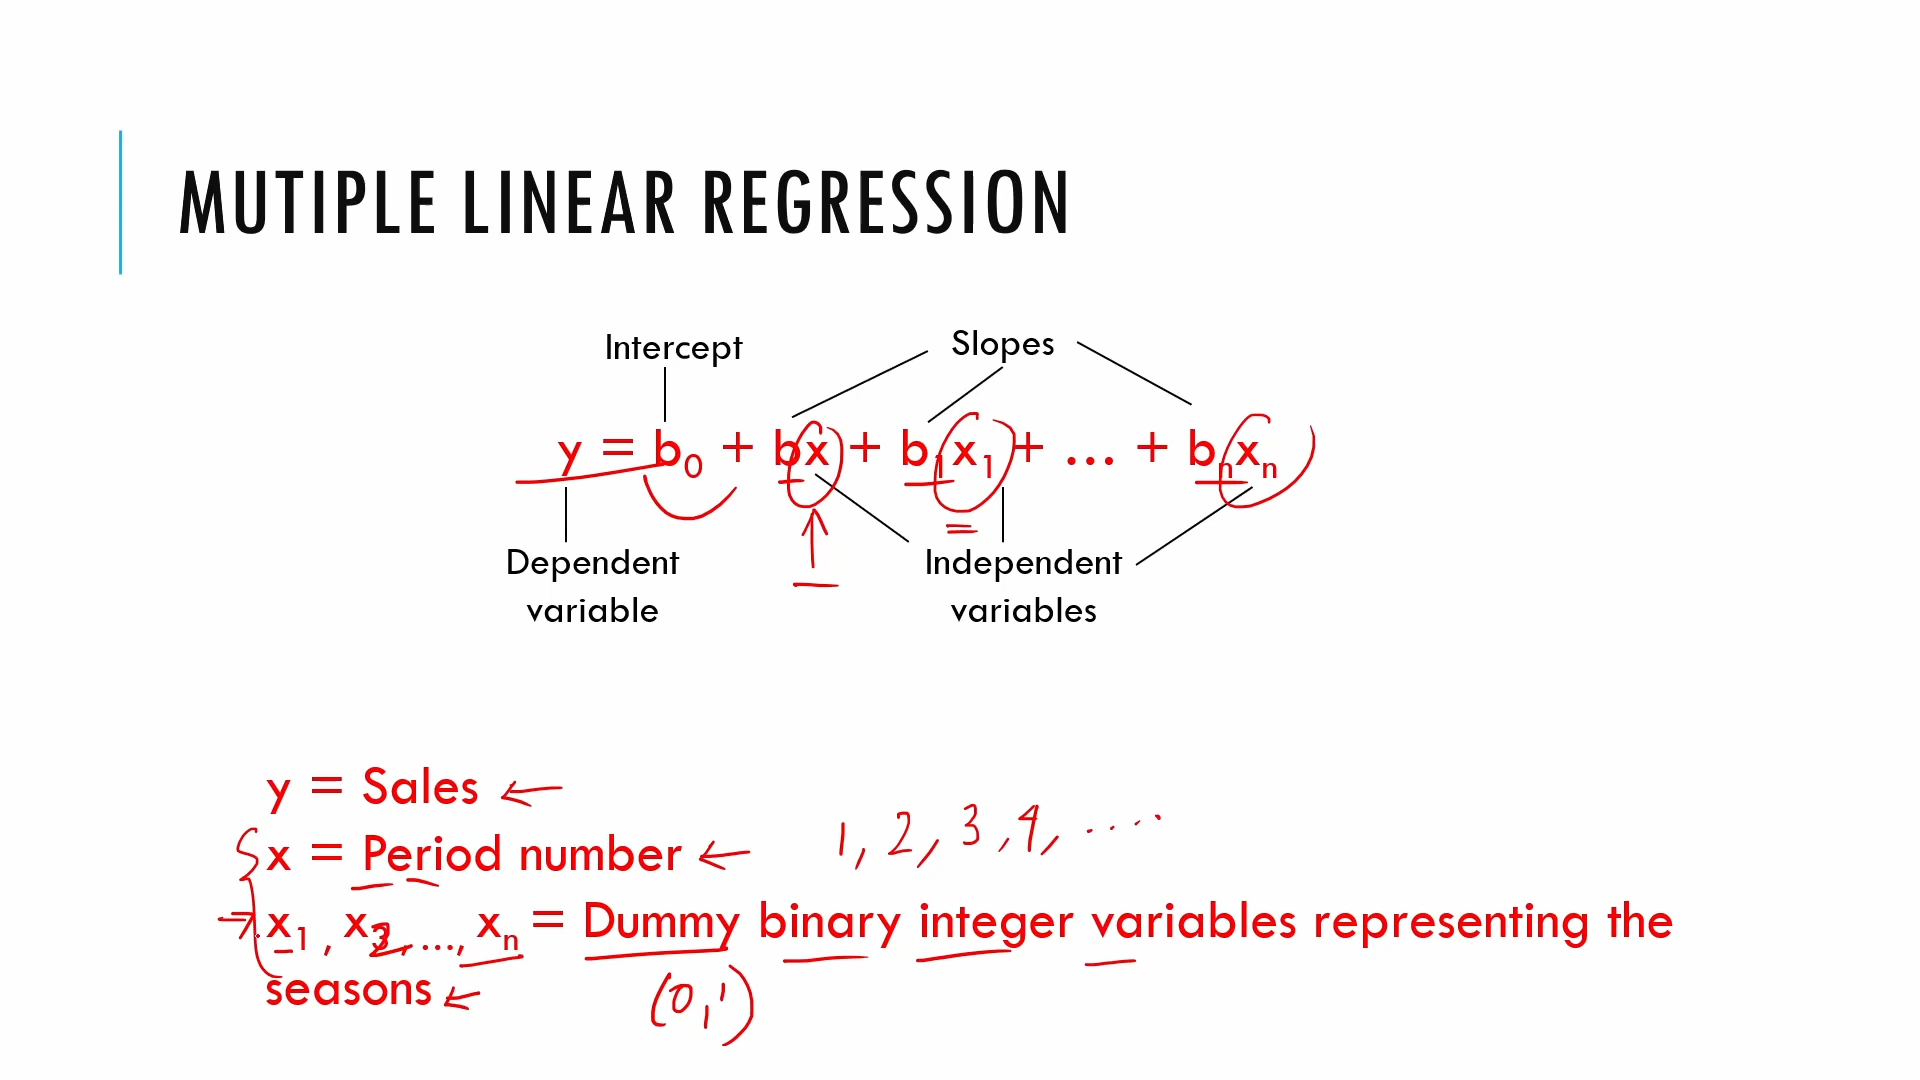 MUTIPLE LINEAR REGRESSION
Intercept
Slopes
y = b₀ + bx + b₁x₁ + ... + bₙxₙ
Dependent
variable
Independent
variables
y = Sales ←
x = Period number ← 1, 2, 3, 4, ....
→ x₁ , x₂, ..., xₙ = Dummy binary integer variables representing the
seasons ← (0,1)